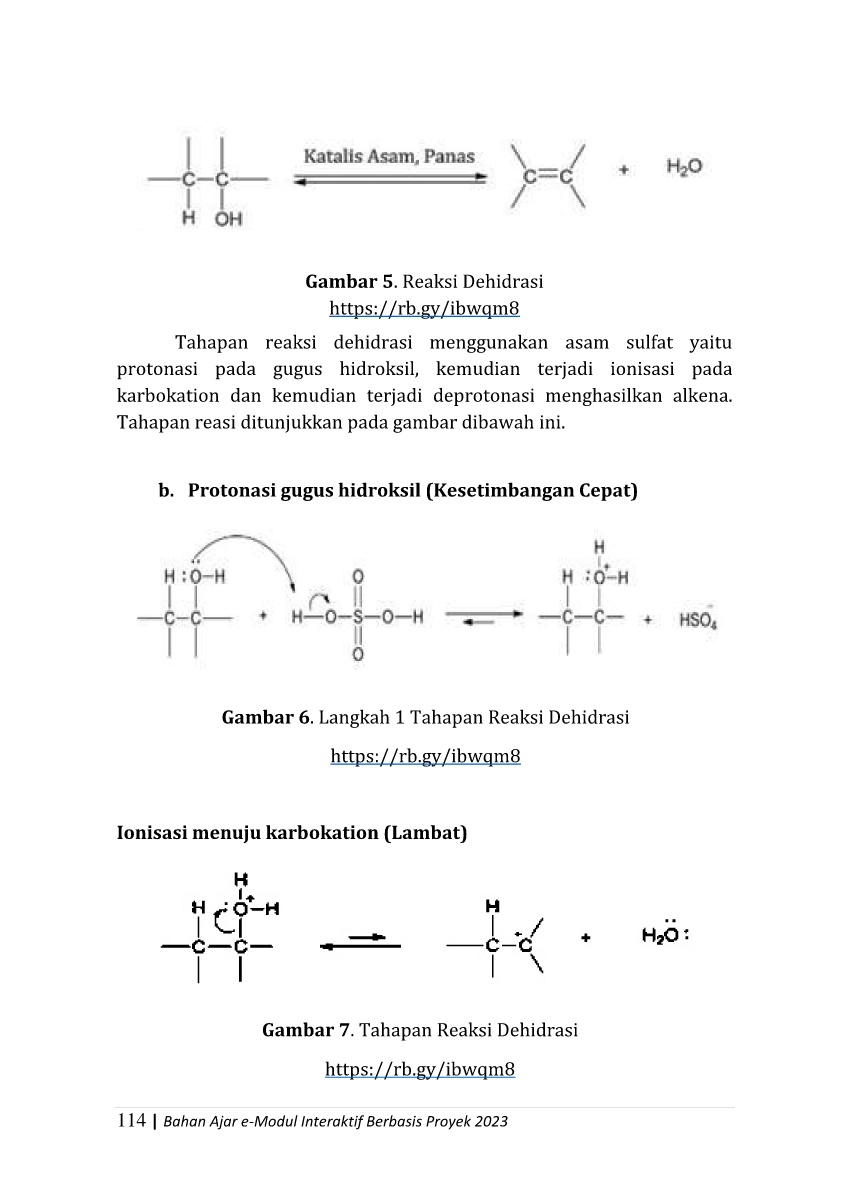 Katalis Asam, Panas
C–C C=C + H₂O
H OH
Gambar 5. Reaksi Dehidrasi
https://rb.gy/ibwqm8
Tahapan reaksi dehidrasi menggunakan asam sulfat yaitu
protonasi pada gugus hidroksil, kemudian terjadi ionisasi pada
karbokation dan kemudian terjadi deprotonasi menghasilkan alkena.
Tahapan reasi ditunjukkan pada gambar dibawah ini.
b. Protonasi gugus hidroksil (Kesetimbangan Cepat)
H
H :O–H O H :O⁺–H
–C–C– + H–O–S–O–H –C–C– + HSO₄⁻
O
Gambar 6. Langkah 1 Tahapan Reaksi Dehidrasi
https://rb.gy/ibwqm8
Ionisasi menuju karbokation (Lambat)
H
H :O⁺–H H
–C–C– –C–C⁺ + H₂O:
Gambar 7. Tahapan Reaksi Dehidrasi
https://rb.gy/ibwqm8
114 | Bahan Ajar e-Modul Interaktif Berbasis Proyek 2023